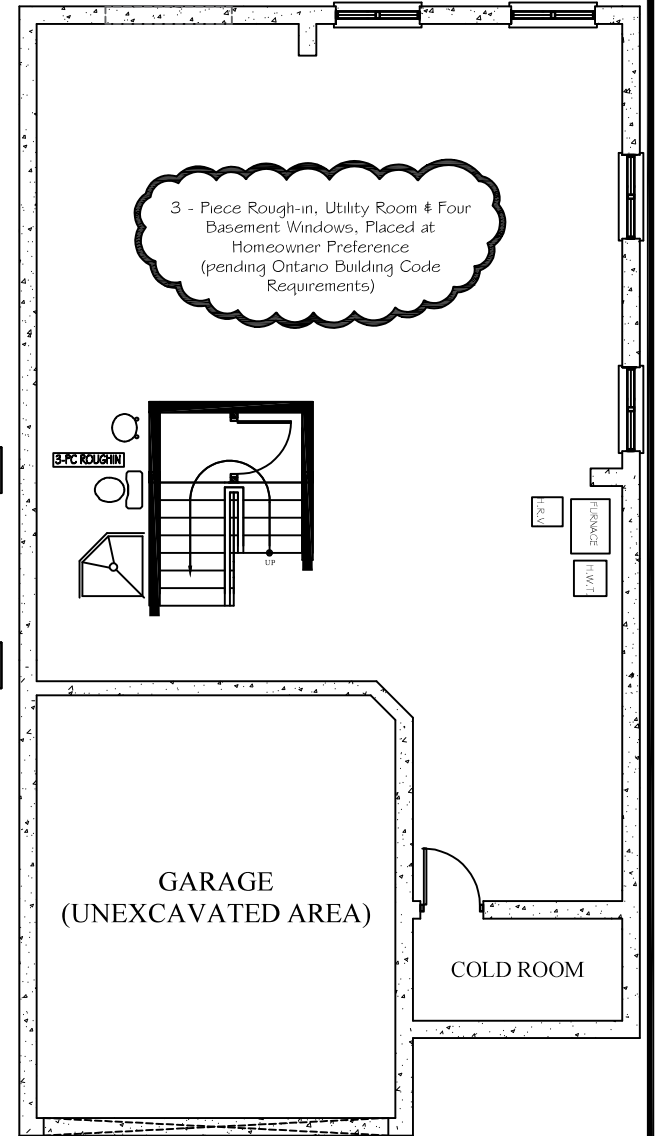 3 - Piece Rough-in, Utility Room & Four
Basement Windows, Placed at
Homeowner Preference
(pending Ontario Building Code
Requirements)
3-PC ROUGHIN
UP
H.R.V
FURNACE
H.W.T
GARAGE
(UNEXCAVATED AREA)
COLD ROOM